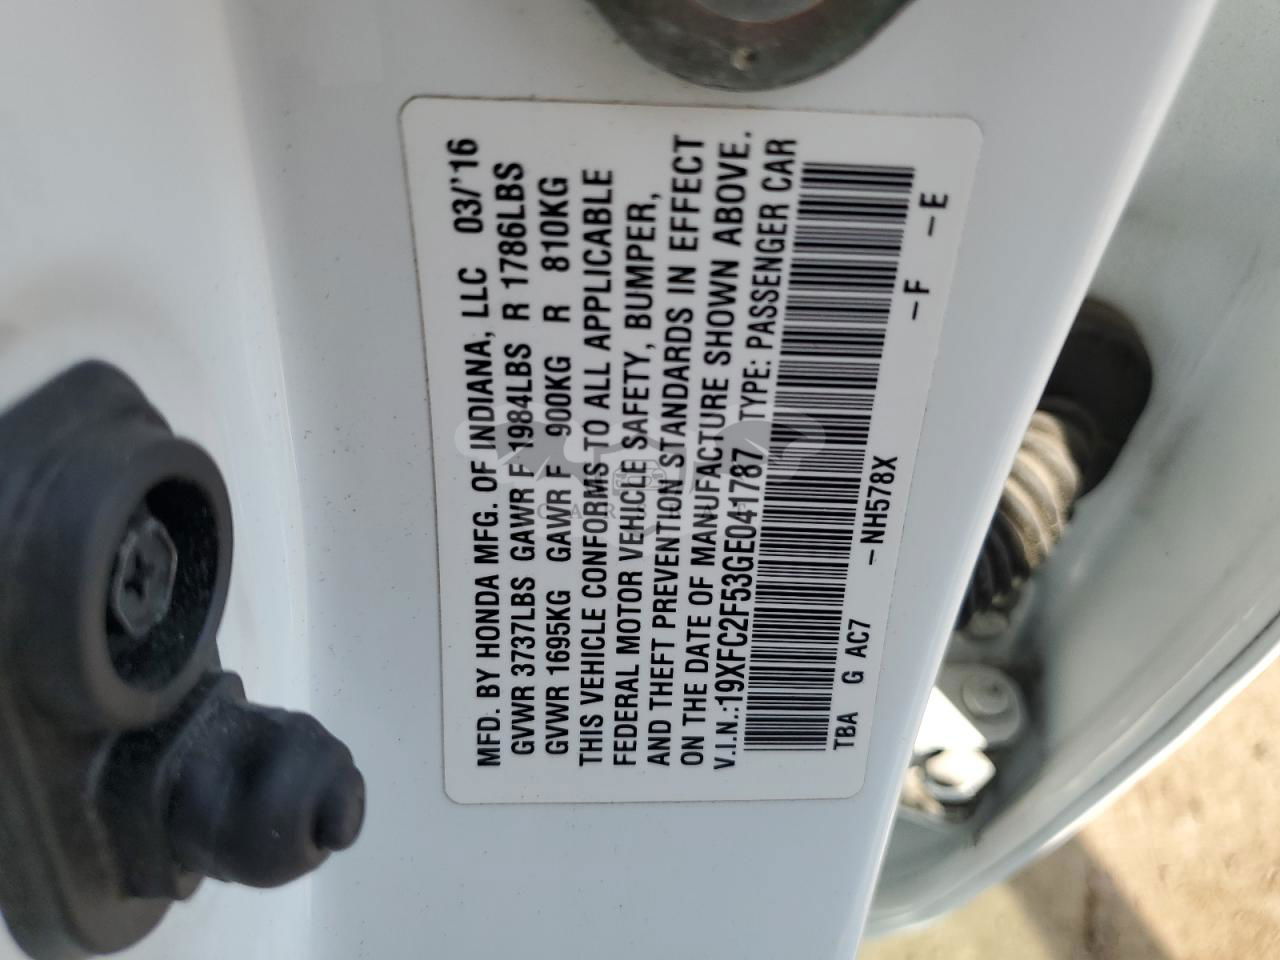 MFD. BY HONDA MFG. OF INDIANA, LLC 03/'16
GVWR 3737LBS GAWR F 1984LBS R 1786LBS
GVWR 1695KG GAWR F 900KG R 810KG
THIS VEHICLE CONFORMS TO ALL APPLICABLE
FEDERAL MOTOR VEHICLE SAFETY, BUMPER,
AND THEFT PREVENTION STANDARDS IN EFFECT
ON THE DATE OF MANUFACTURE SHOWN ABOVE.
V.I.N.:19XFC2F53GE041787 TYPE: PASSENGER CAR
TBA G AC7 -NH578X -F -E